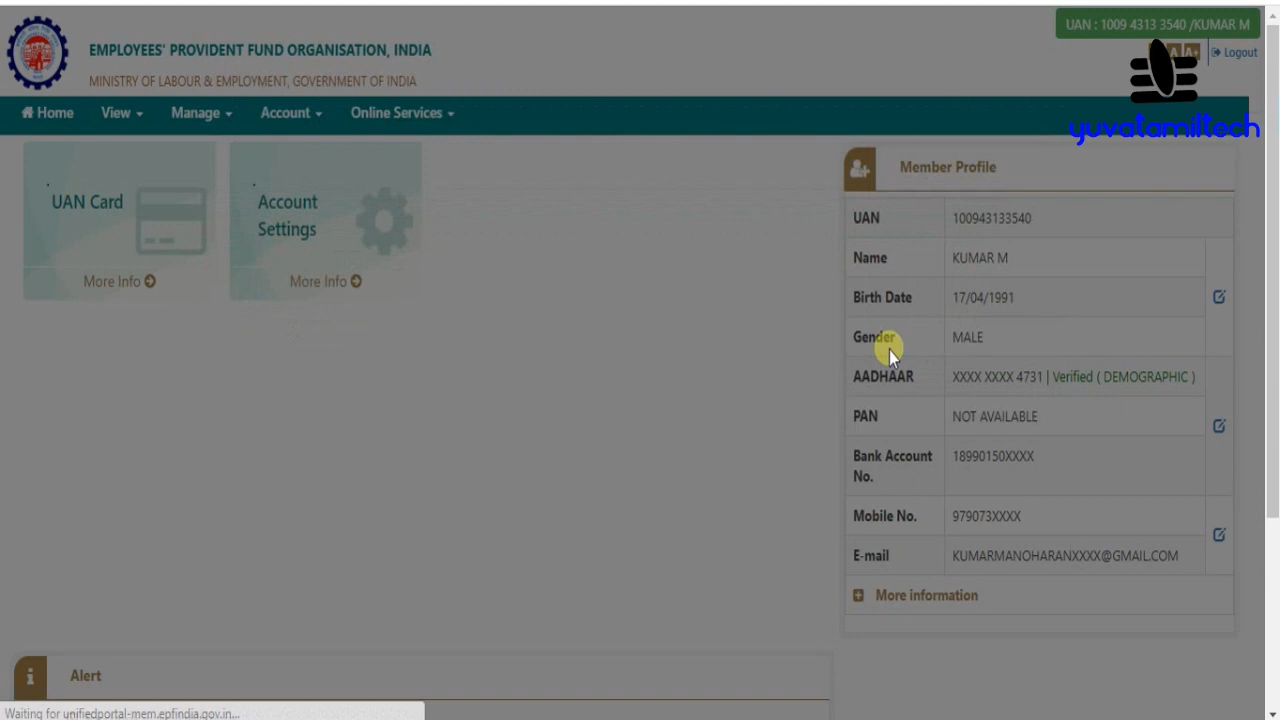 UAN : 1009 4313 3540 /KUMAR M
EMPLOYEES' PROVIDENT FUND ORGANISATION, INDIA
A A+ Logout
MINISTRY OF LABOUR & EMPLOYMENT, GOVERNMENT OF INDIA
Home View Manage Account Online Services
yuvatamiltech
Member Profile
UAN Card
Account
Settings
More Info
More Info
UAN 100943133540
Name KUMAR M
Birth Date 17/04/1991
Gender MALE
AADHAAR XXXX XXXX 4731 | Verified ( DEMOGRAPHIC )
PAN NOT AVAILABLE
Bank Account 18990150XXXX
No.
Mobile No. 979073XXXX
E-mail KUMARMANOHARANXXXX@GMAIL.COM
More information
Alert
Waiting for unifiedportal-mem.epfindia.gov.in...